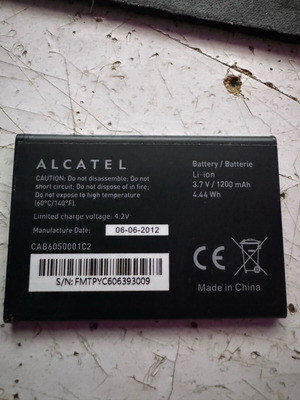 ALCATEL
CAUTION: Do not disassemble; Do not
short circuit; Do not dispose in fire;
Do not expose to high temperature
(60°C/140°F).
Limited charge voltage: 4.2V
Manufacture Date: 06-06-2012
CAB6050001C2
S/N: FMTPYC606393009
Battery / Batterie
Li-ion
3.7 V / 1200 mAh
4.44 Wh
Made in China